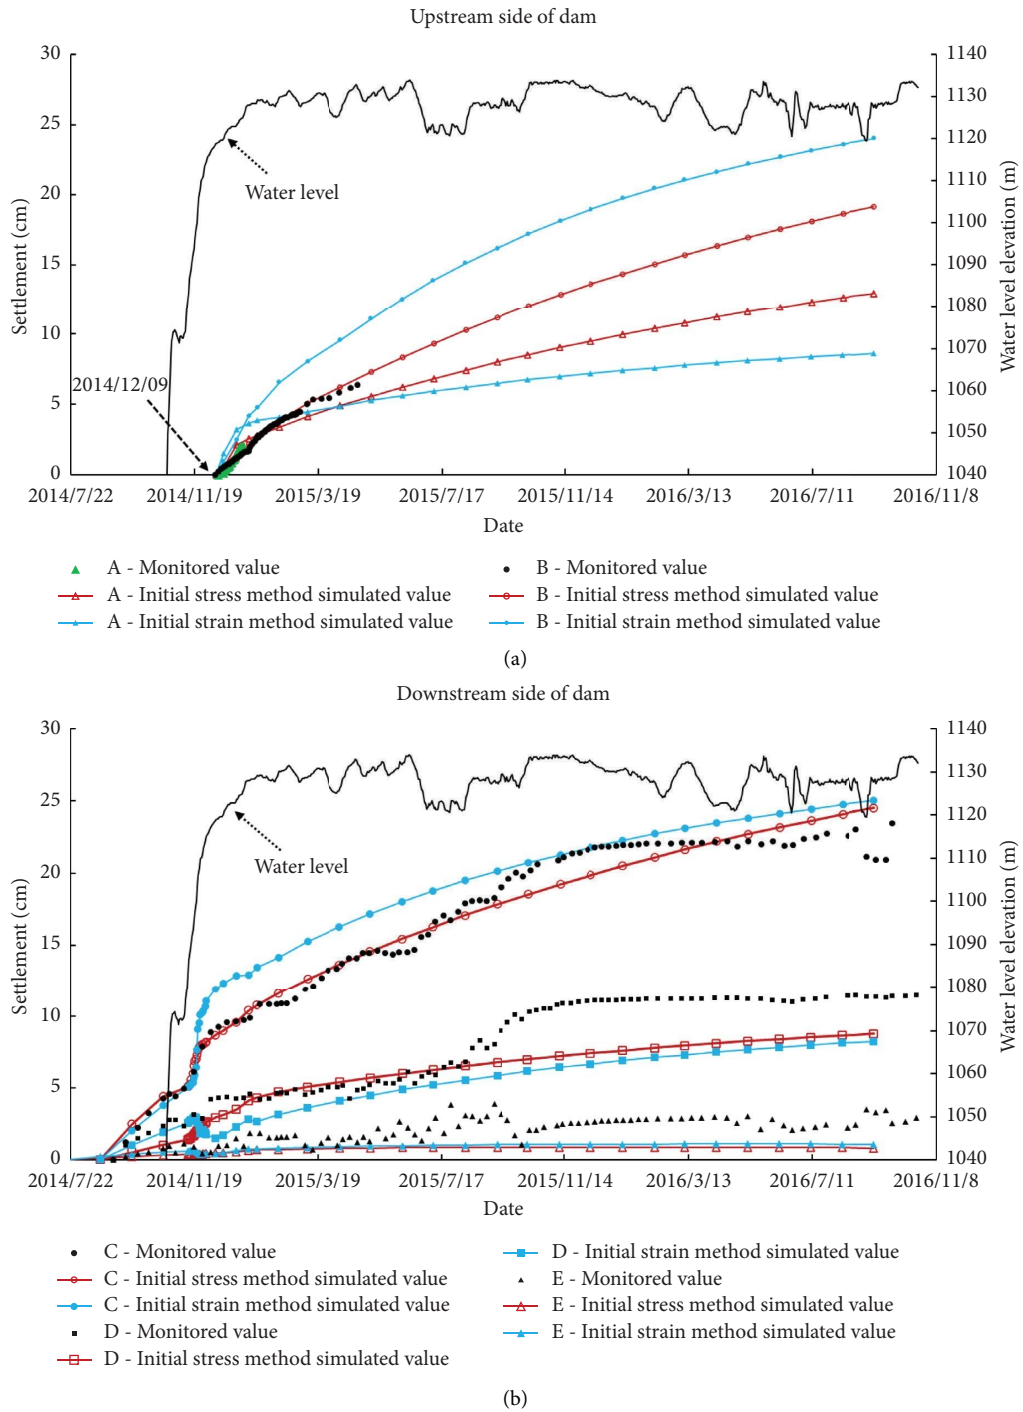 Upstream side of dam
30
25
20
15
10
5
0
Settlement (cm)
1140
1130
1120
1110
1100
1090
1080
1070
1060
1050
1040
Water level elevation (m)
Water level
2014/12/09
2014/7/22 2014/11/19 2015/3/19 2015/7/17 2015/11/14 2016/3/13 2016/7/11 2016/11/8
Date
A - Monitored value
A - Initial stress method simulated value
A - Initial strain method simulated value
B - Monitored value
B - Initial stress method simulated value
B - Initial strain method simulated value
(a)
Downstream side of dam
30
25
20
15
10
5
0
Settlement (cm)
1140
1130
1120
1110
1100
1090
1080
1070
1060
1050
1040
Water level elevation (m)
Water level
2014/7/22 2014/11/19 2015/3/19 2015/7/17 2015/11/14 2016/3/13 2016/7/11 2016/11/8
Date
C - Monitored value
C - Initial stress method simulated value
C - Initial strain method simulated value
D - Monitored value
D - Initial stress method simulated value
D - Initial strain method simulated value
E - Monitored value
E - Initial stress method simulated value
E - Initial strain method simulated value
(b)